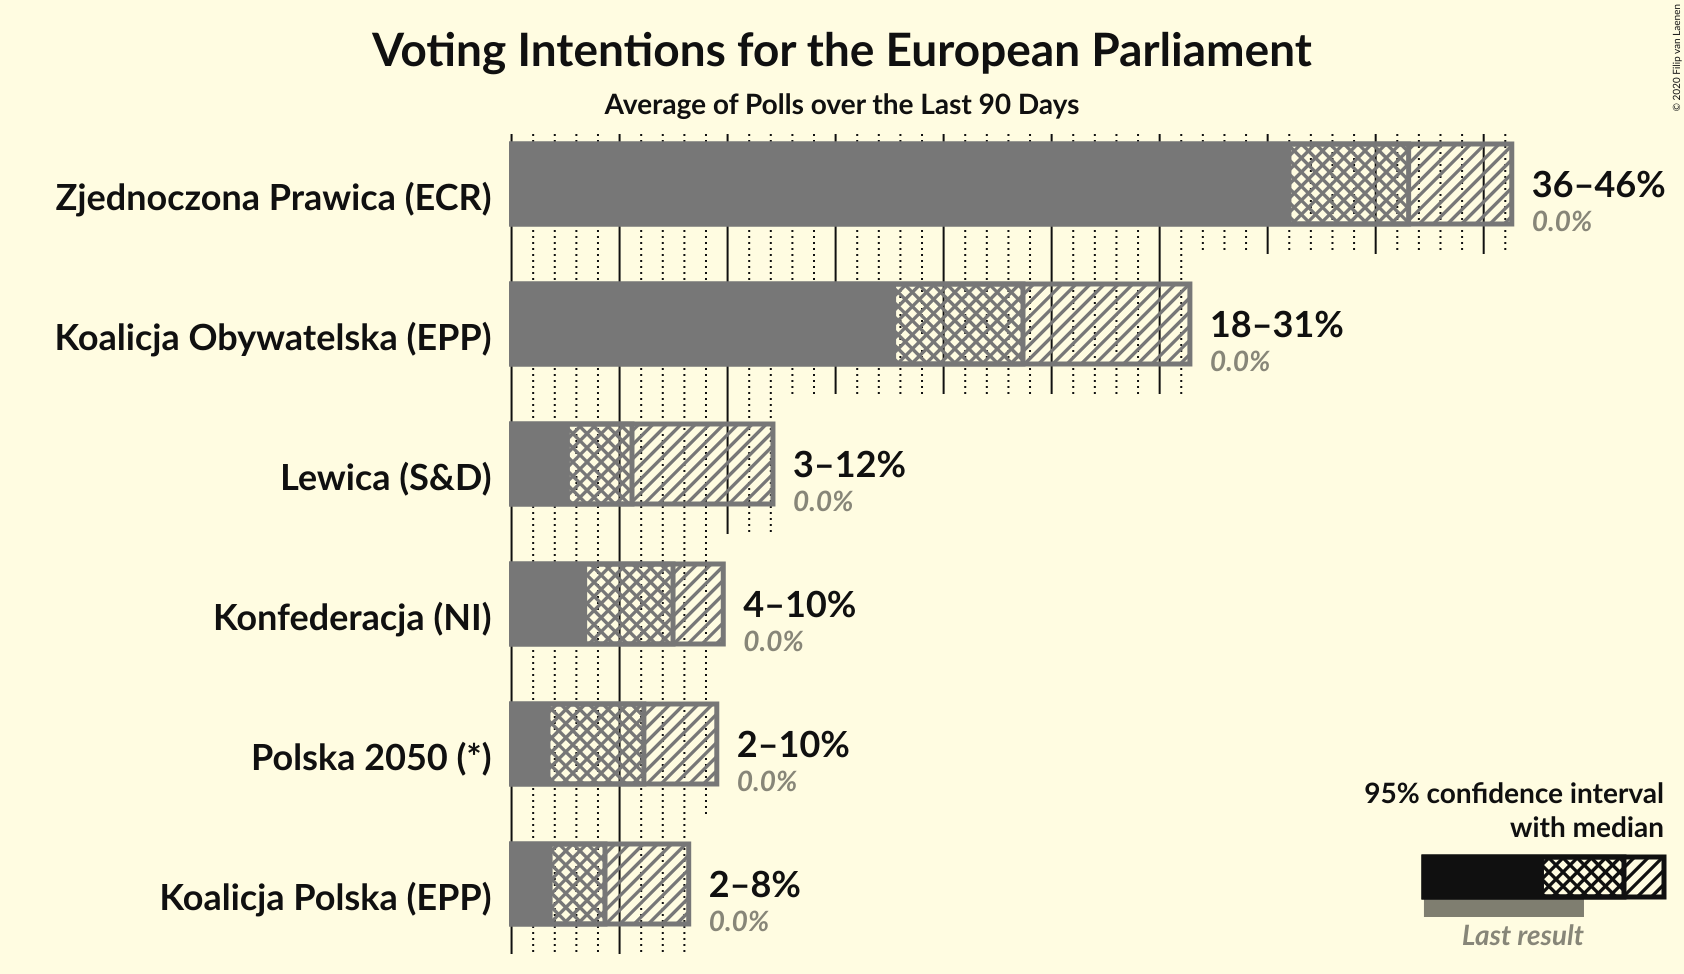 Voting Intentions for the European Parliament
Average of Polls over the Last 90 Days
© 2020 Filip van Laenen
Zjednoczona Prawica (ECR)
36–46%
0.0%
Koalicja Obywatelska (EPP)
18–31%
0.0%
Lewica (S&D)
3–12%
0.0%
Konfederacja (NI)
4–10%
0.0%
Polska 2050 (*)
2–10%
0.0%
Koalicja Polska (EPP)
2–8%
0.0%
95% confidence interval
with median
Last result